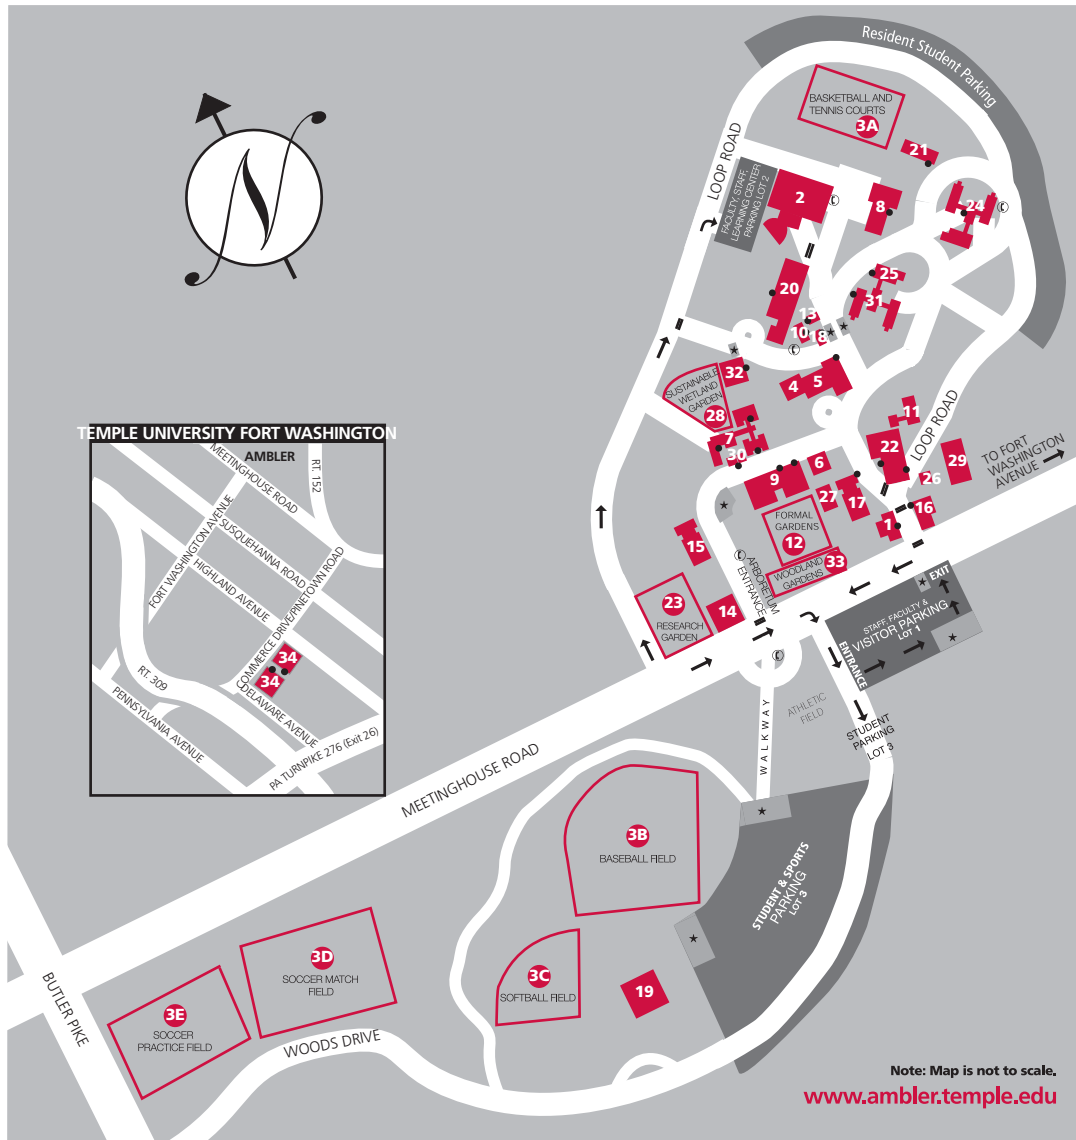 Resident Student Parking
BASKETBALL AND
TENNIS COURTS
3A
21
LOOP ROAD
FACULTY, STAFF,
LEARNING CENTER
PARKING LOT 2
2
8
24
N
25
20
31
13
10
18
32
SUSTAINABLE
WETLAND
GARDEN
28
4
5
11
LOOP ROAD
7
30
22
29
TO FORT
WASHINGTON
AVENUE
6
26
9
27
17
16
1
FORMAL
GARDENS
12
15
WOODLAND
GARDENS
33
ARBORETUM
ENTRANCE
23
RESEARCH
GARDEN
14
EXIT
STAFF, FACULTY &
VISITOR PARKING
LOT 1
ENTRANCE
ATHLETIC
FIELD
STUDENT
PARKING
LOT 3
WALKWAY
TEMPLE UNIVERSITY FORT WASHINGTON
AMBLER
MEETINGHOUSE ROAD
RT. 152
FORT WASHINGTON AVENUE
SUSQUEHANNA ROAD
HIGHLAND AVENUE
COMMERCE DRIVE/PINETOWN ROAD
34
34
RT. 309
DELAWARE AVENUE
PENNSYLVANIA AVENUE
PA TURNPIKE 276 (Exit 26)
MEETINGHOUSE ROAD
3B
BASEBALL FIELD
STUDENT & SPORTS
PARKING
LOT 3
3C
SOFTBALL FIELD
19
3D
SOCCER MATCH
FIELD
3E
SOCCER
PRACTICE FIELD
BUTLER PIKE
WOODS DRIVE
Note: Map is not to scale.
www.ambler.temple.edu